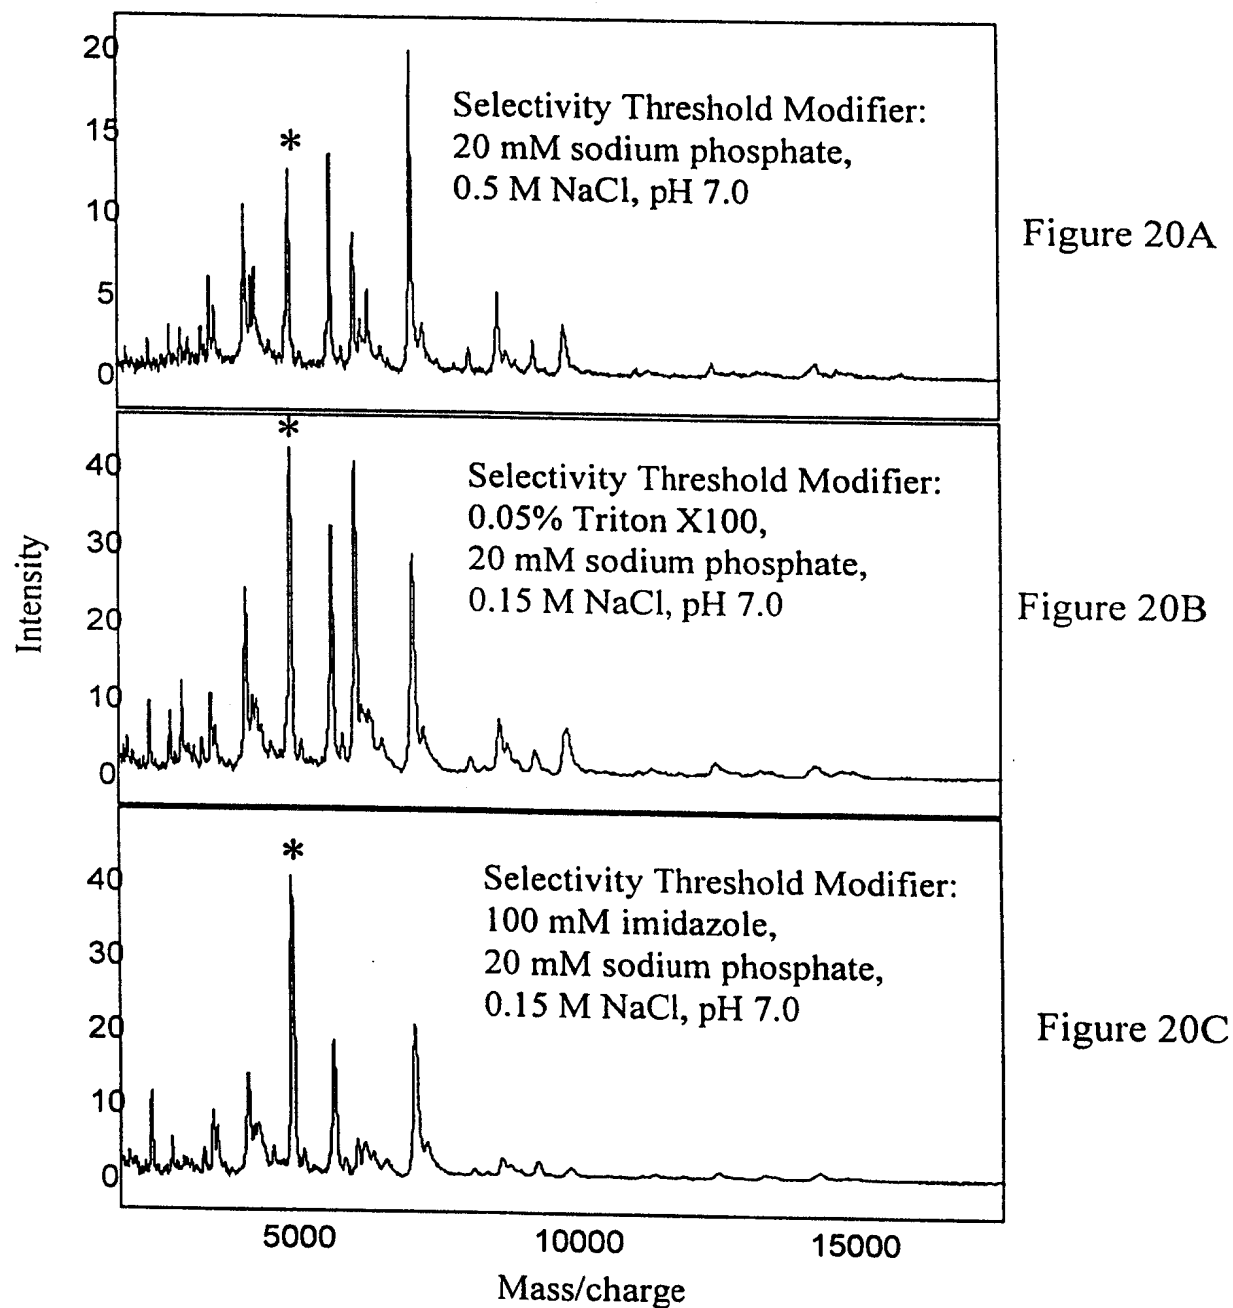 20
15
10
5
0
*
Selectivity Threshold Modifier:
20 mM sodium phosphate,
0.5 M NaCl, pH 7.0
Figure 20A
40
30
20
10
0
*
Selectivity Threshold Modifier:
0.05% Triton X100,
20 mM sodium phosphate,
0.15 M NaCl, pH 7.0
Figure 20B
Intensity
40
30
20
10
0
*
Selectivity Threshold Modifier:
100 mM imidazole,
20 mM sodium phosphate,
0.15 M NaCl, pH 7.0
Figure 20C
5000 10000 15000
Mass/charge